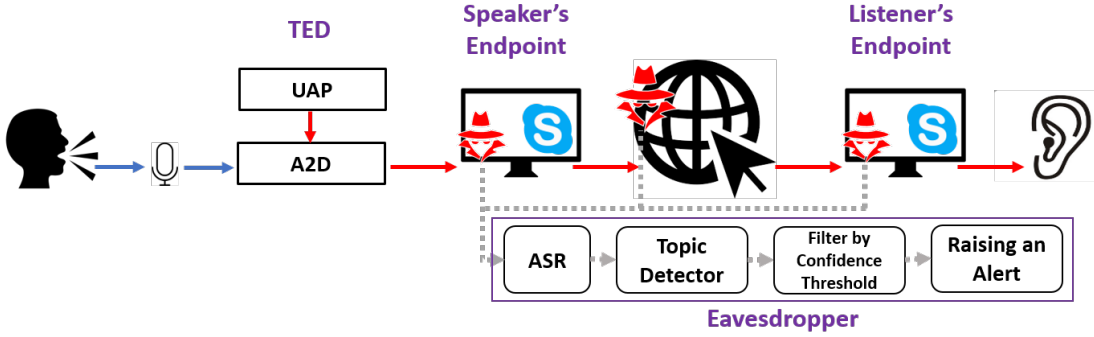 TED
Speaker's
Endpoint
Listener's
Endpoint
UAP
A2D
S
S
ASR
Topic
Detector
Filter by
Confidence
Threshold
Raising an
Alert
Eavesdropper